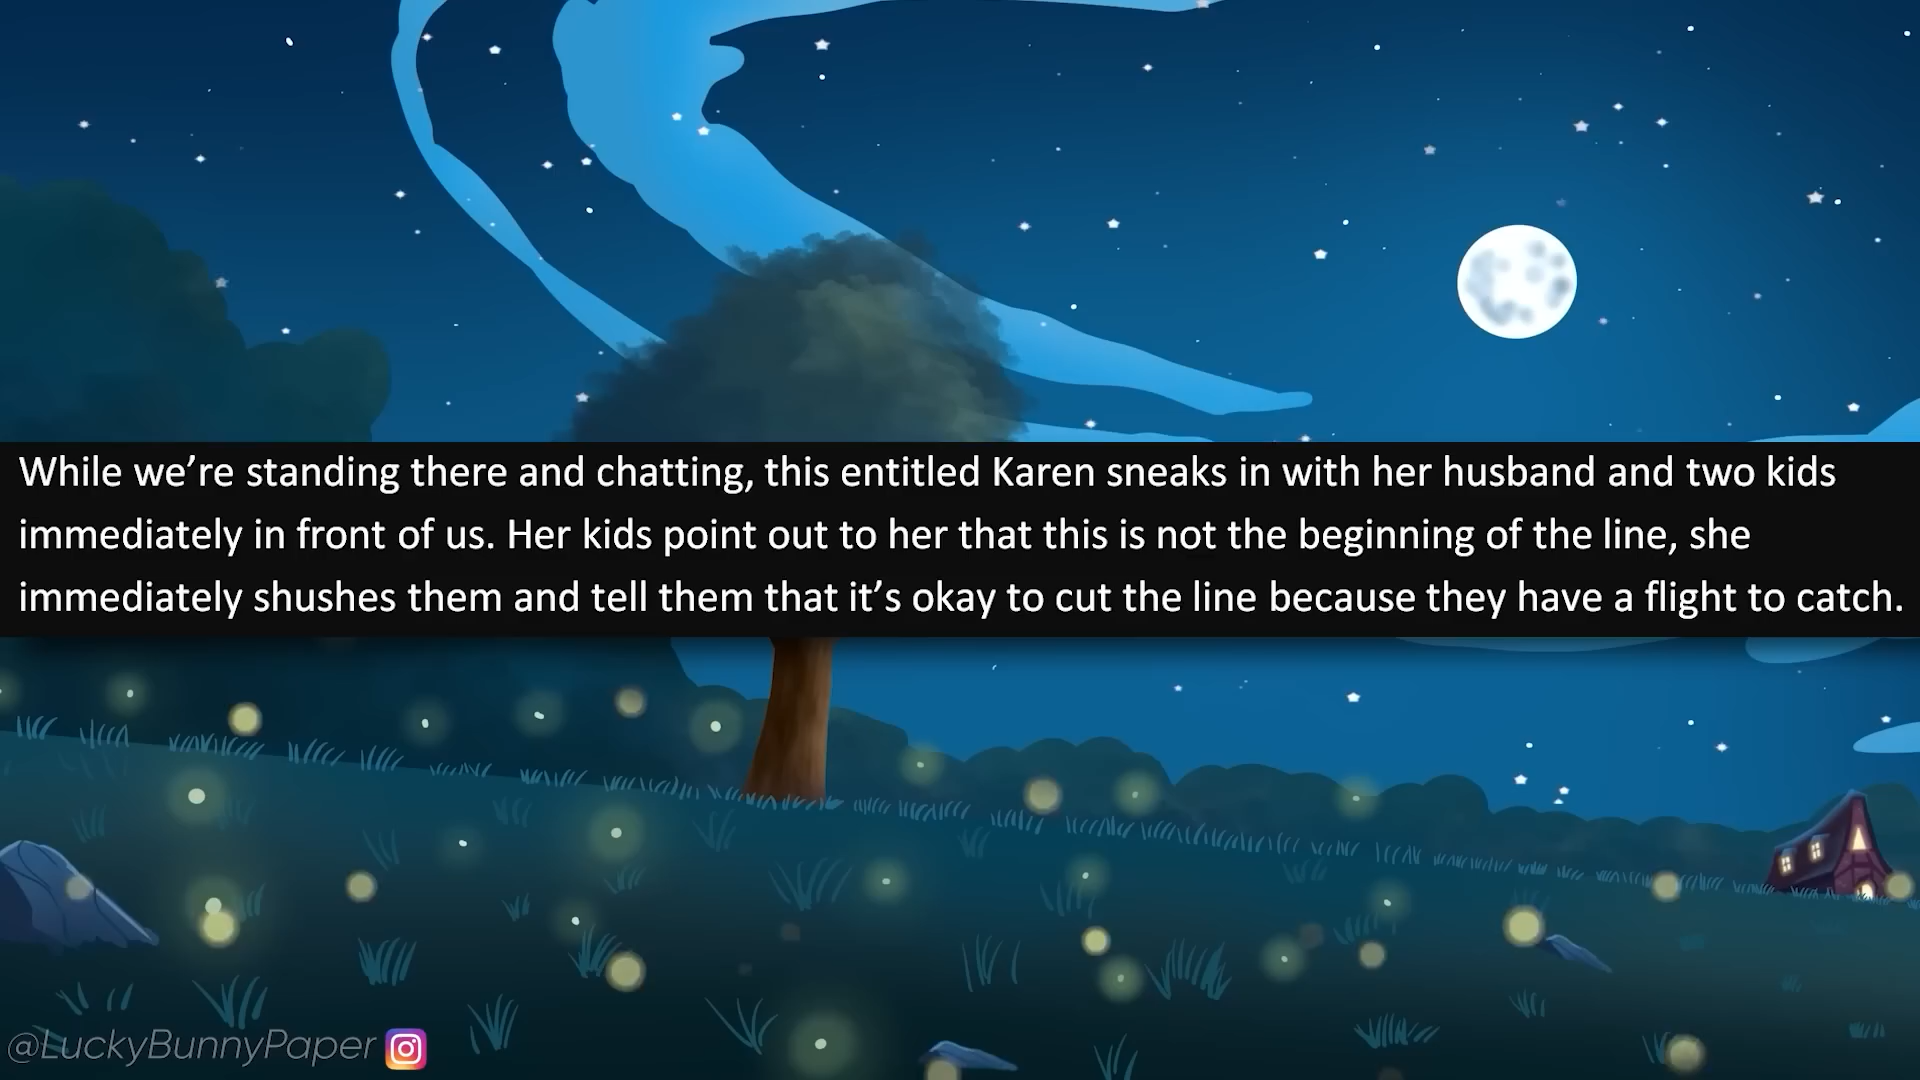 While we’re standing there and chatting, this entitled Karen sneaks in with her husband and two kids
immediately in front of us. Her kids point out to her that this is not the beginning of the line, she
immediately shushes them and tell them that it’s okay to cut the line because they have a flight to catch.
@LuckyBunnyPaper